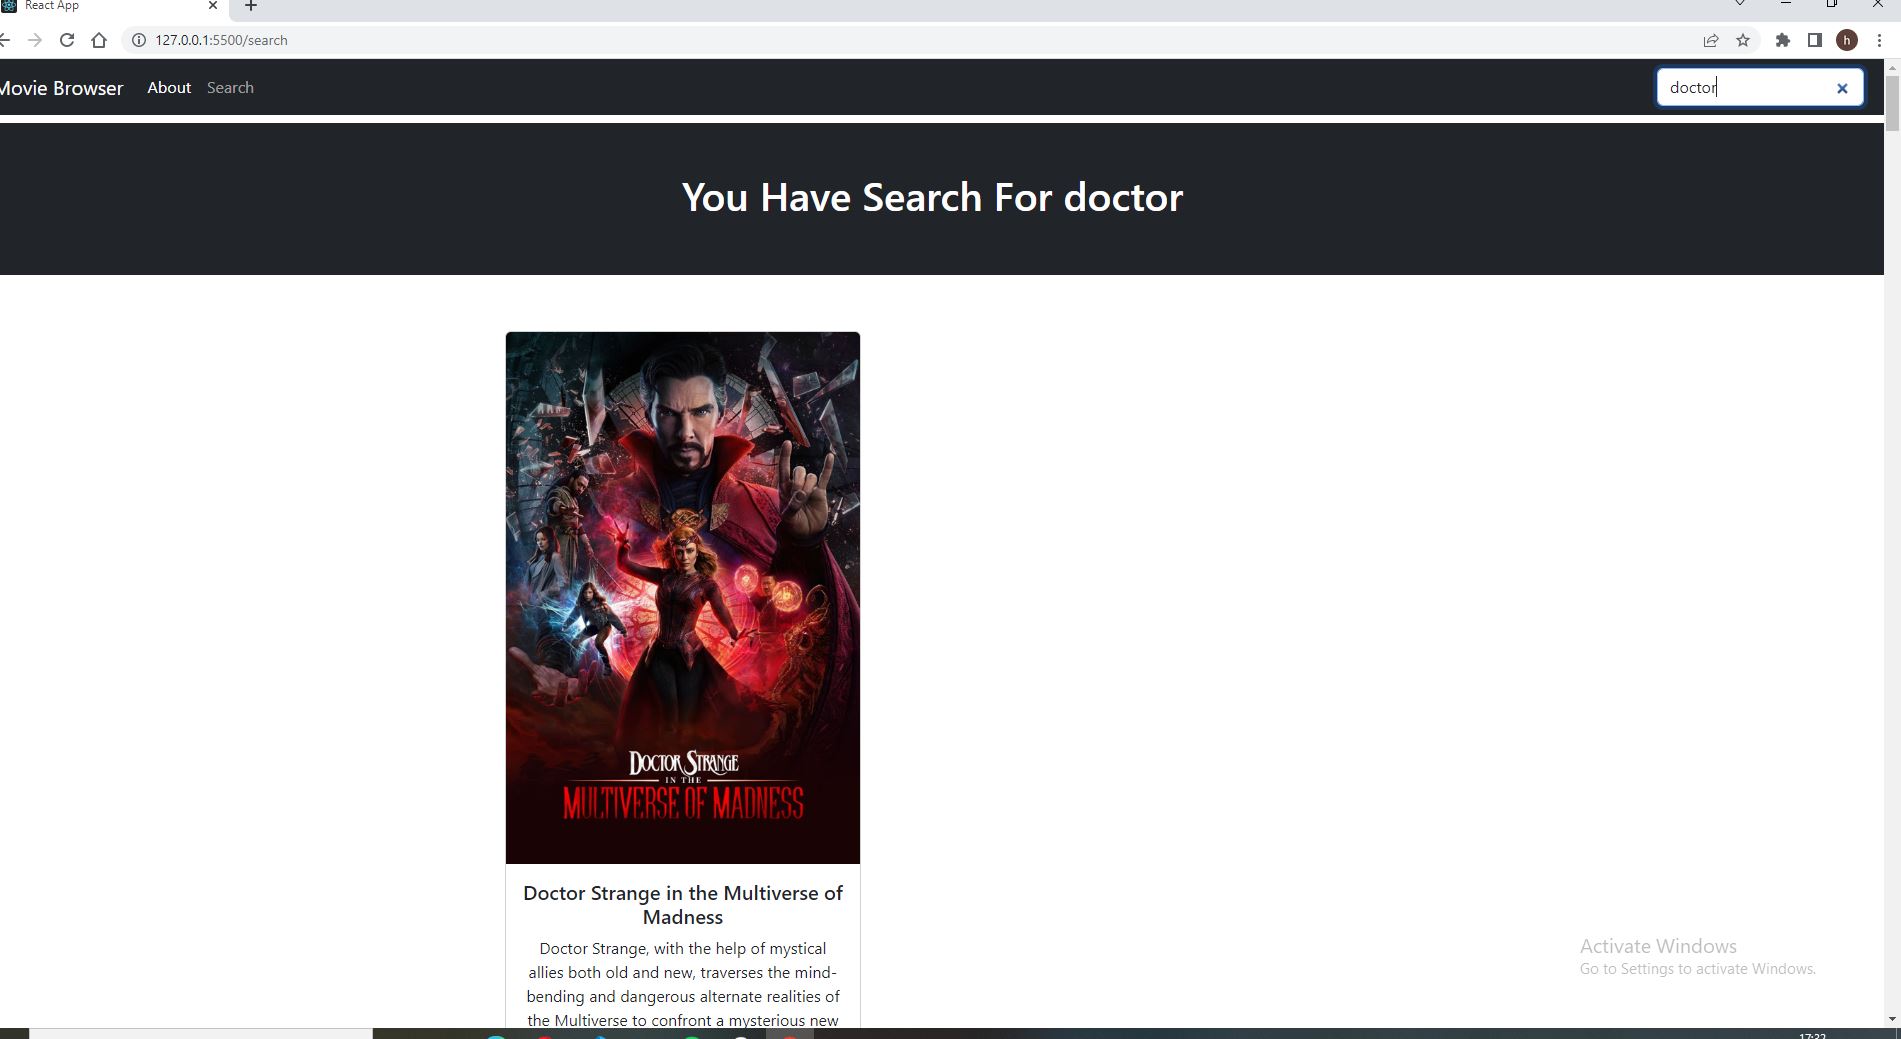 React App
127.0.0.1:5500/search
h
Movie Browser About Search
doctor
You Have Search For doctor
DOCTOR STRANGE
IN THE
MULTIVERSE OF MADNESS
Doctor Strange in the Multiverse of
Madness
Doctor Strange, with the help of mystical
allies both old and new, traverses the mind-
bending and dangerous alternate realities of
the Multiverse to confront a mysterious new
Activate Windows
Go to Settings to activate Windows.
17:32